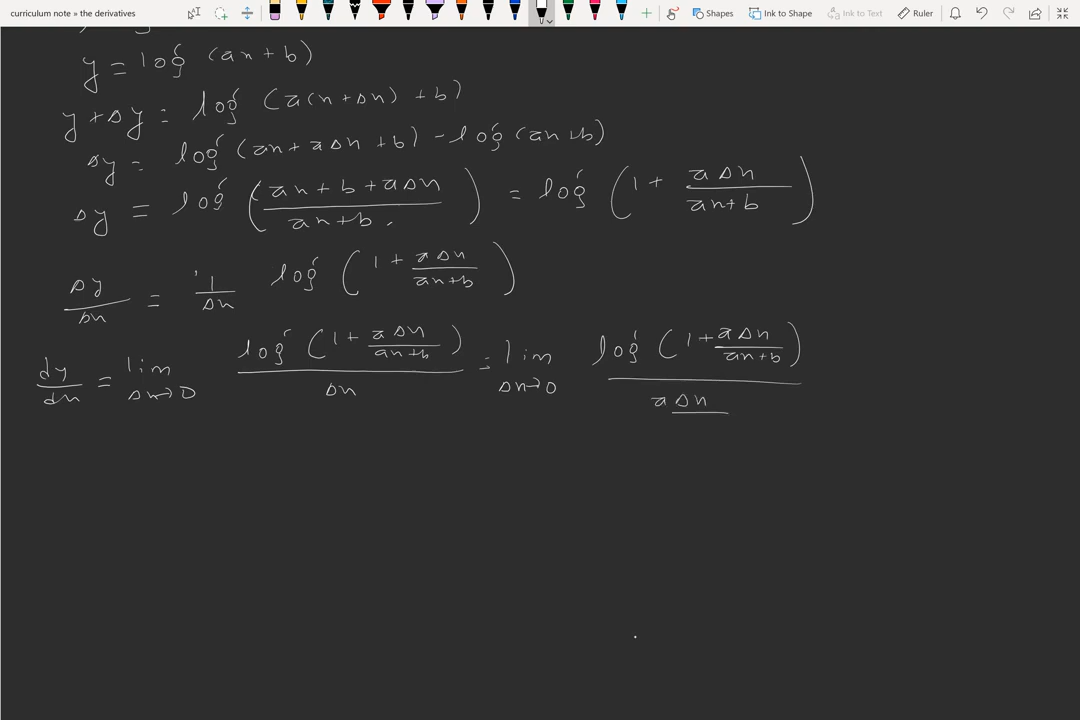 curriculum note » the derivatives Shapes Ink to Shape Ink to Text Ruler
y = log (ax + b)
y + Δy = log (a(x + Δx) + b)
Δy = log (ax + aΔx + b) - log (ax + b)
Δy = log ((ax + b + aΔx)/(ax + b)) = log (1 + aΔx/(ax + b))
Δy/Δx = 1/Δx log (1 + aΔx/(ax + b))
dy/dx = lim Δx→0 log (1 + aΔx/(ax + b))/Δx = lim Δx→0 log (1 + aΔx/(ax + b))/aΔx